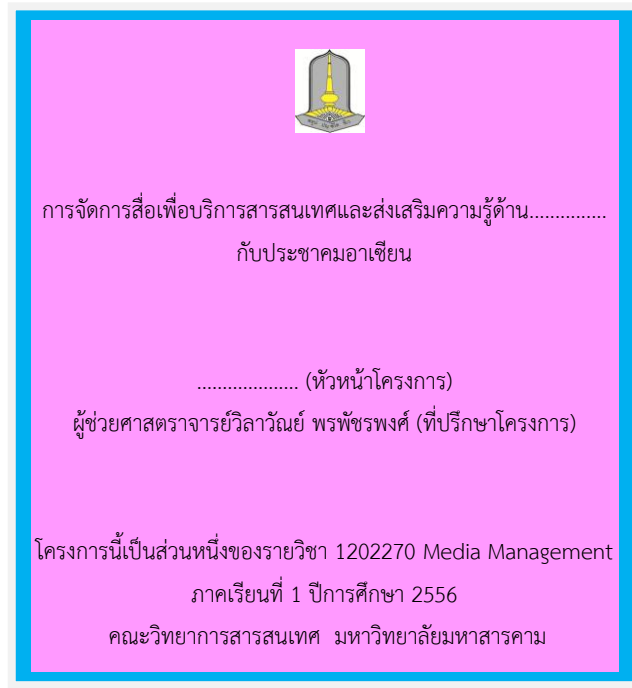 การจัดการสื่อเพื่อบริการสารสนเทศและส่งเสริมความรู้ด้าน...............
กับประชาคมอาเซียน
.................... (หัวหน้าโครงการ)
ผู้ช่วยศาสตราจารย์วิลาวัณย์ พรพัชรพงศ์ (ที่ปรึกษาโครงการ)
โครงการนี้เป็นส่วนหนึ่งของรายวิชา 1202270 Media Management
ภาคเรียนที่ 1 ปีการศึกษา 2556
คณะวิทยาการสารสนเทศ มหาวิทยาลัยมหาสารคาม